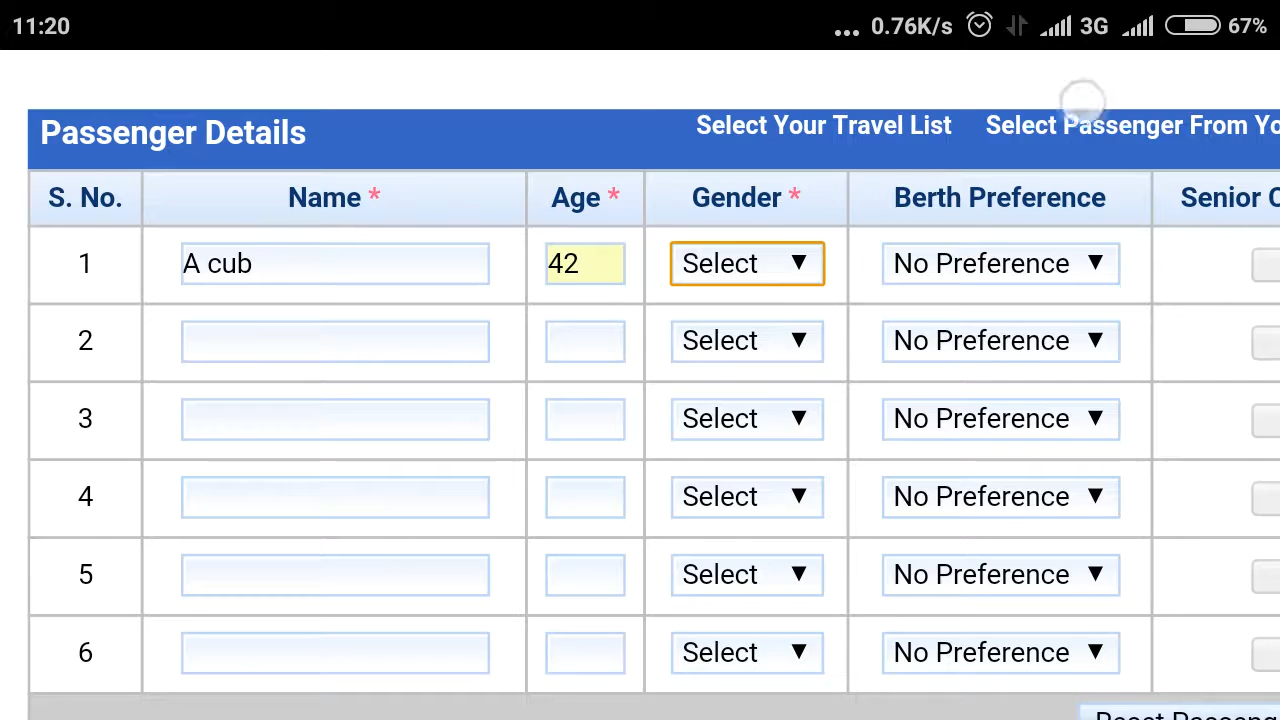 11:20 ... 0.76K/s 3G 67%
Passenger Details Select Your Travel List Select Passenger From Yo
S. No. Name * Age * Gender * Berth Preference Senior C
1 A cub 42 Select ▼ No Preference ▼
2 Select ▼ No Preference ▼
3 Select ▼ No Preference ▼
4 Select ▼ No Preference ▼
5 Select ▼ No Preference ▼
6 Select ▼ No Preference ▼
Reset Passeng